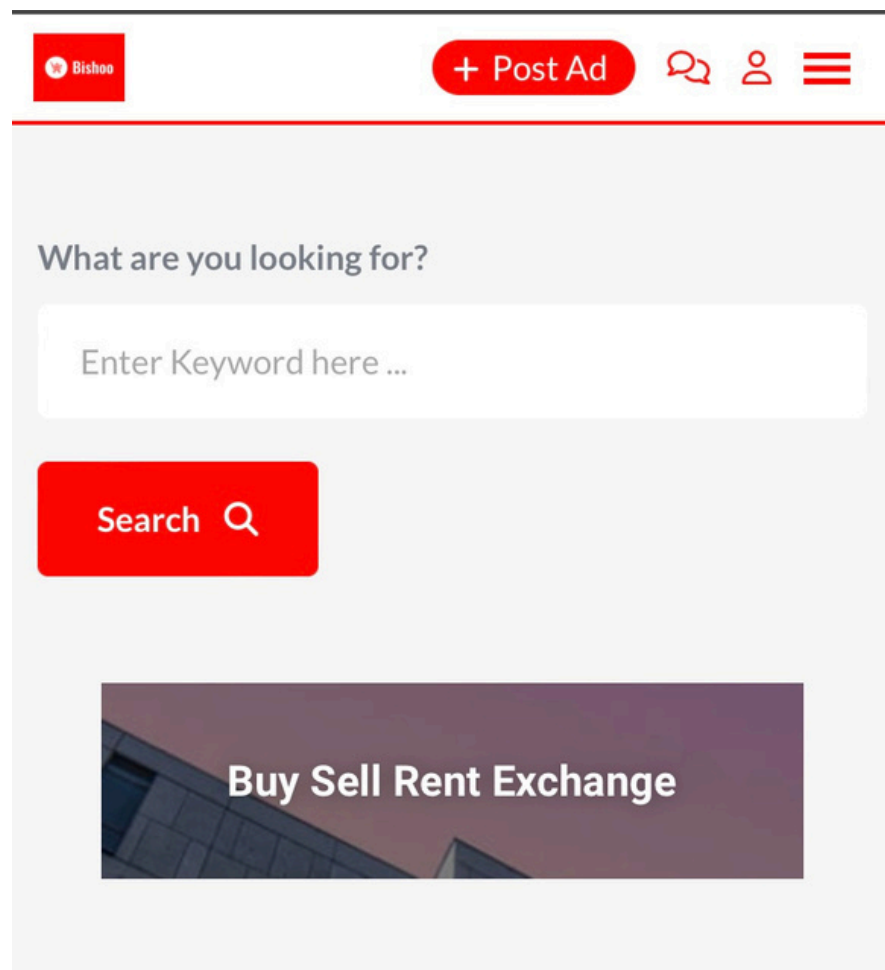 Bishoo
+ Post Ad
What are you looking for?
Enter Keyword here ...
Search
Buy Sell Rent Exchange